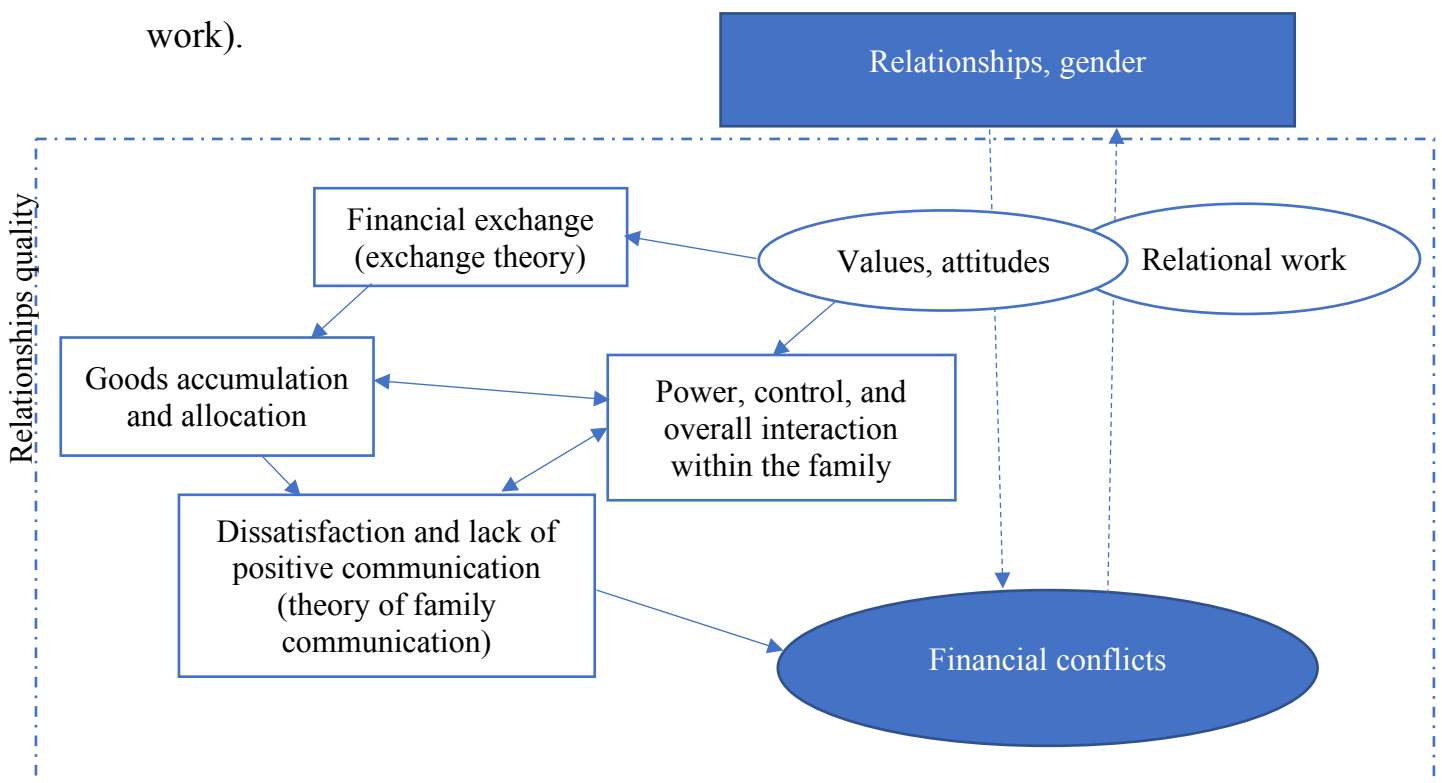 work).
Relationships, gender
Relationships quality
Financial exchange
(exchange theory)
Values, attitudes
Relational work
Goods accumulation
and allocation
Power, control, and
overall interaction
within the family
Dissatisfaction and lack of
positive communication
(theory of family
communication)
Financial conflicts